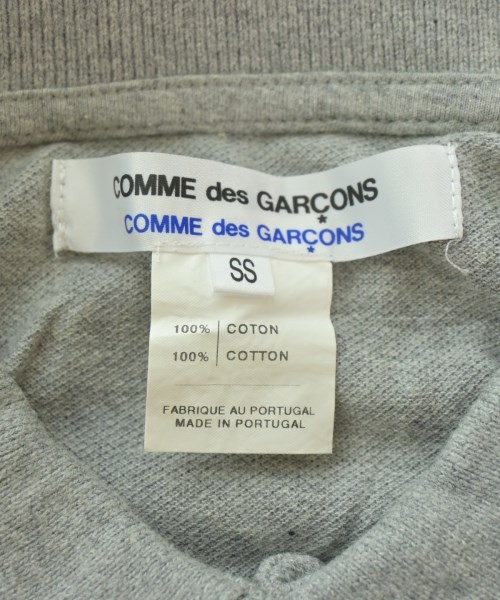 COMME des GARÇONS
COMME des GARÇONS
SS
100% COTON
100% COTTON
FABRIQUE AU PORTUGAL
MADE IN PORTUGAL